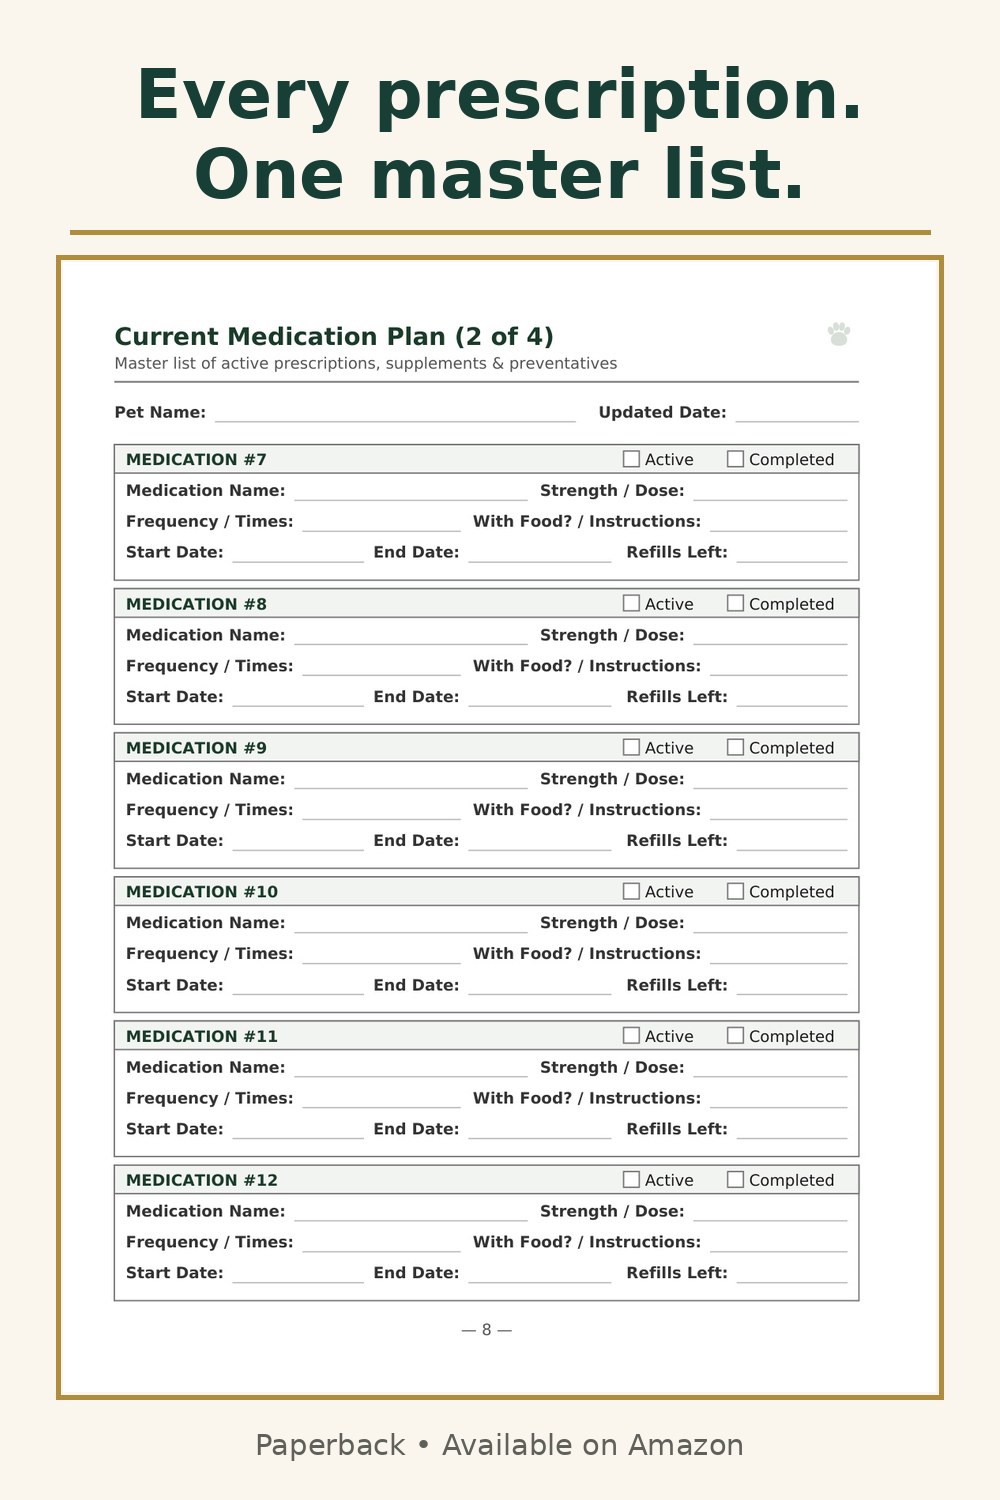 Every prescription.
One master list.
Current Medication Plan (2 of 4)
Master list of active prescriptions, supplements & preventatives
Pet Name: Updated Date:
MEDICATION #7 Active Completed
Medication Name: Strength / Dose:
Frequency / Times: With Food? / Instructions:
Start Date: End Date: Refills Left:
MEDICATION #8 Active Completed
Medication Name: Strength / Dose:
Frequency / Times: With Food? / Instructions:
Start Date: End Date: Refills Left:
MEDICATION #9 Active Completed
Medication Name: Strength / Dose:
Frequency / Times: With Food? / Instructions:
Start Date: End Date: Refills Left:
MEDICATION #10 Active Completed
Medication Name: Strength / Dose:
Frequency / Times: With Food? / Instructions:
Start Date: End Date: Refills Left:
MEDICATION #11 Active Completed
Medication Name: Strength / Dose:
Frequency / Times: With Food? / Instructions:
Start Date: End Date: Refills Left:
MEDICATION #12 Active Completed
Medication Name: Strength / Dose:
Frequency / Times: With Food? / Instructions:
Start Date: End Date: Refills Left:
— 8 —
Paperback • Available on Amazon